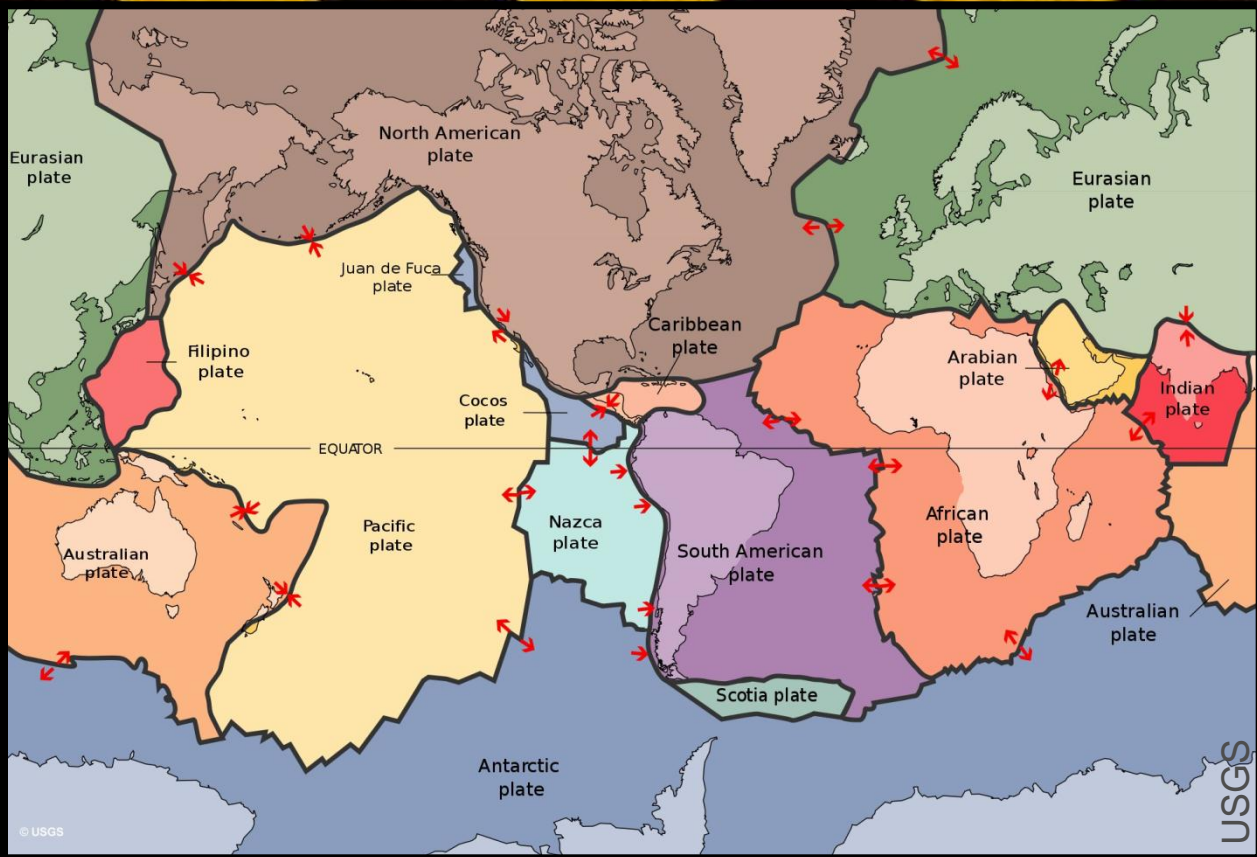 North American
plate
Eurasian
plate
Eurasian
plate
Juan de Fuca
plate
Caribbean
plate
Filipino
plate
Arabian
plate
Indian
plate
Cocos
plate
EQUATOR
Nazca
plate
Pacific
plate
African
plate
Australian
plate
South American
plate
Australian
plate
Scotia plate
Antarctic
plate
© USGS
USGS